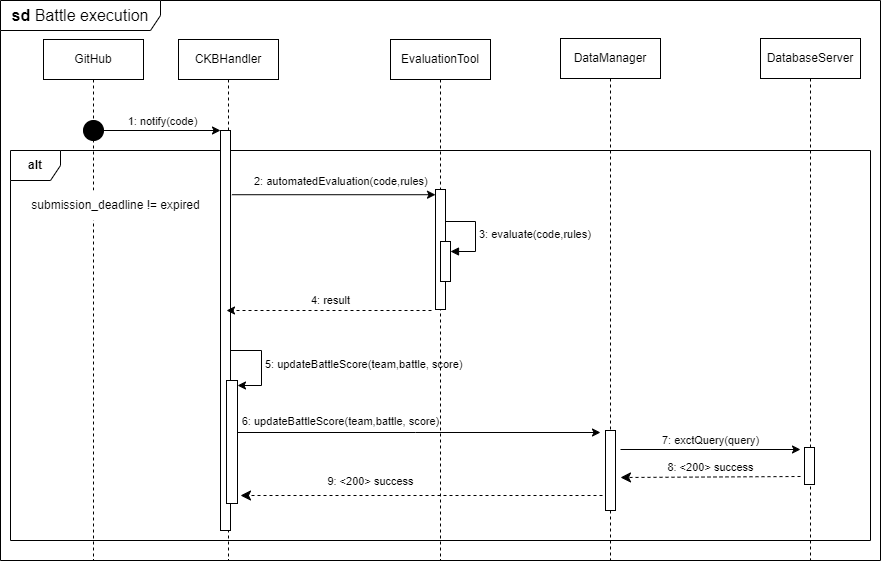 sd Battle execution
GitHub
CKBHandler
EvaluationTool
DataManager
DatabaseServer
1: notify(code)
alt
2: automatedEvaluation(code,rules)
submission_deadline != expired
3: evaluate(code,rules)
4: result
5: updateBattleScore(team,battle, score)
6: updateBattleScore(team,battle, score)
7: exctQuery(query)
8: <200> success
9: <200> success